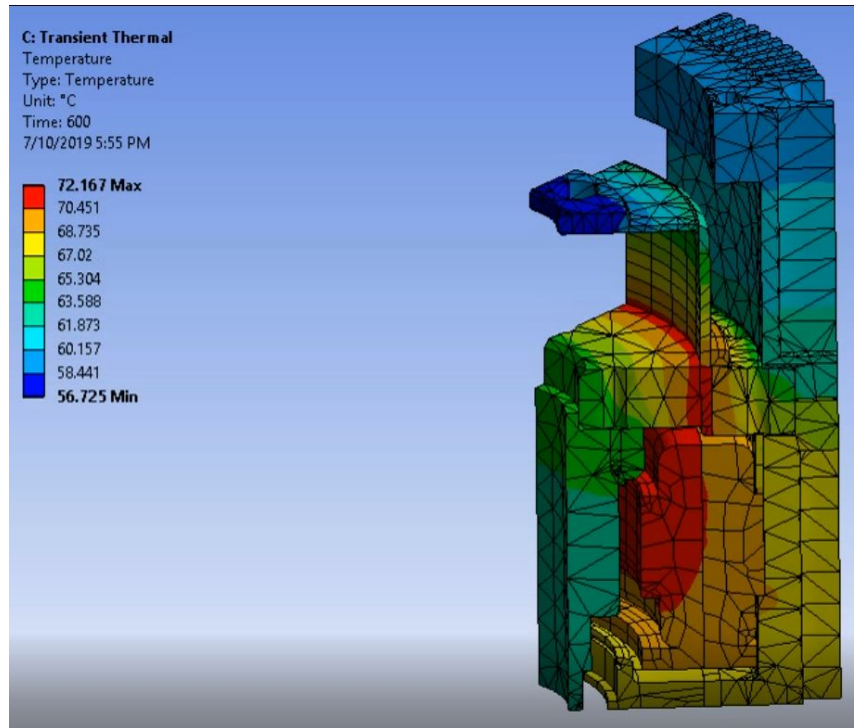 C: Transient Thermal
Temperature
Type: Temperature
Unit: °C
Time: 600
7/10/2019 5:55 PM
72.167 Max
70.451
68.735
67.02
65.304
63.588
61.873
60.157
58.441
56.725 Min